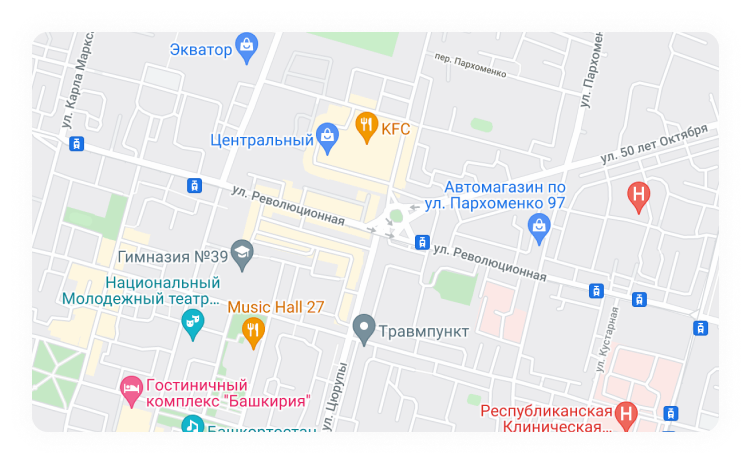 Экватор
пер. Пархоменко
ул. Пархоменко
ул. Карла Маркса
KFC
Центральный
ул. 50 лет Октября
Автомагазин по
ул. Пархоменко 97
H
ул. Революционная
ул. Революционная
Гимназия №39
Национальный
Молодежный театр...
Music Hall 27
Травмпункт
ул. Кустарная
ул. Цюрупы
Гостиничный
комплекс "Башкирия"
Республиканская
Клиническая...
H
Башкортостан